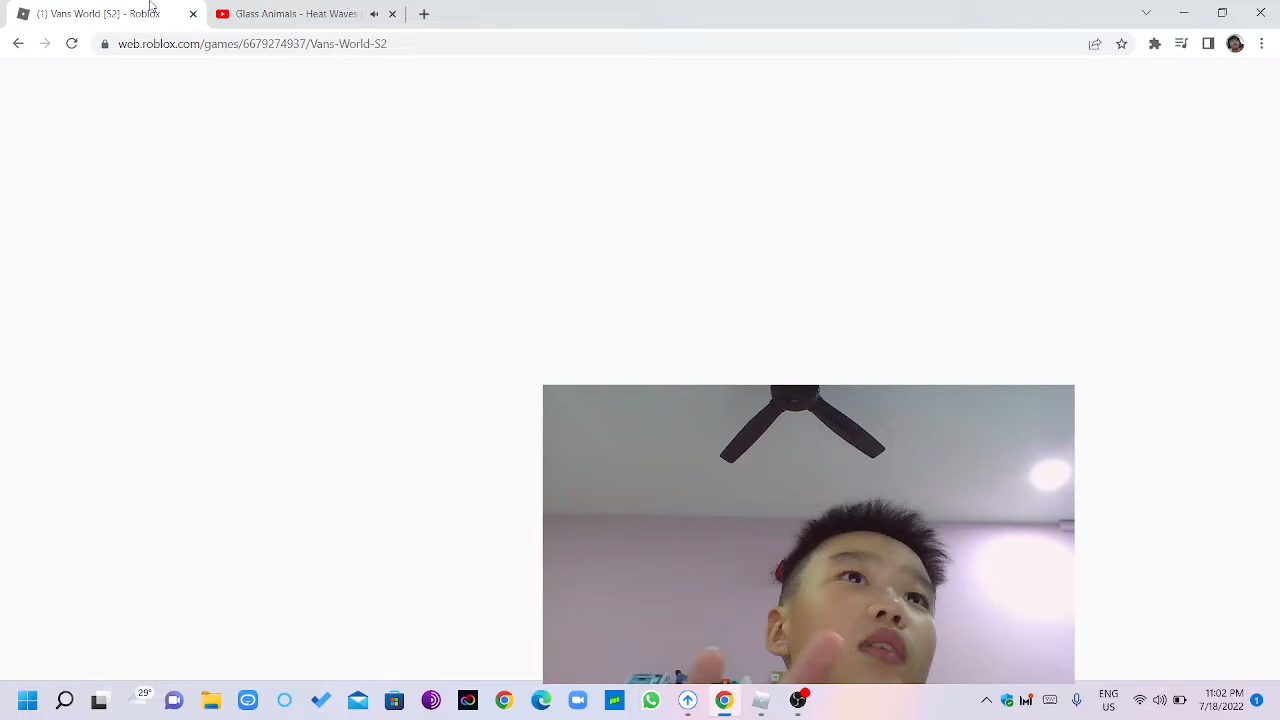 (1) Vans World [S2] - Roblox
Glass Animals - Heat Waves
web.roblox.com/games/6679274937/Vans-World-S2
29°
ENG
US
11:02 PM
7/18/2022
1